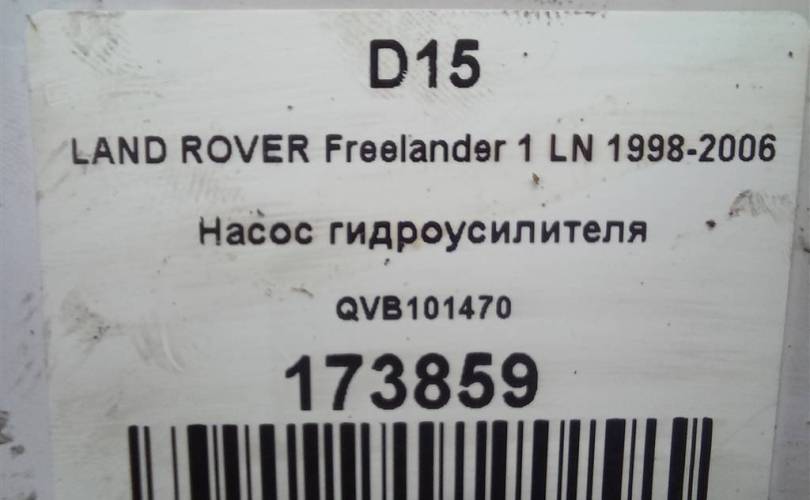 D15
LAND ROVER Freelander 1 LN 1998-2006
Насос гидроусилителя
QVB101470
173859